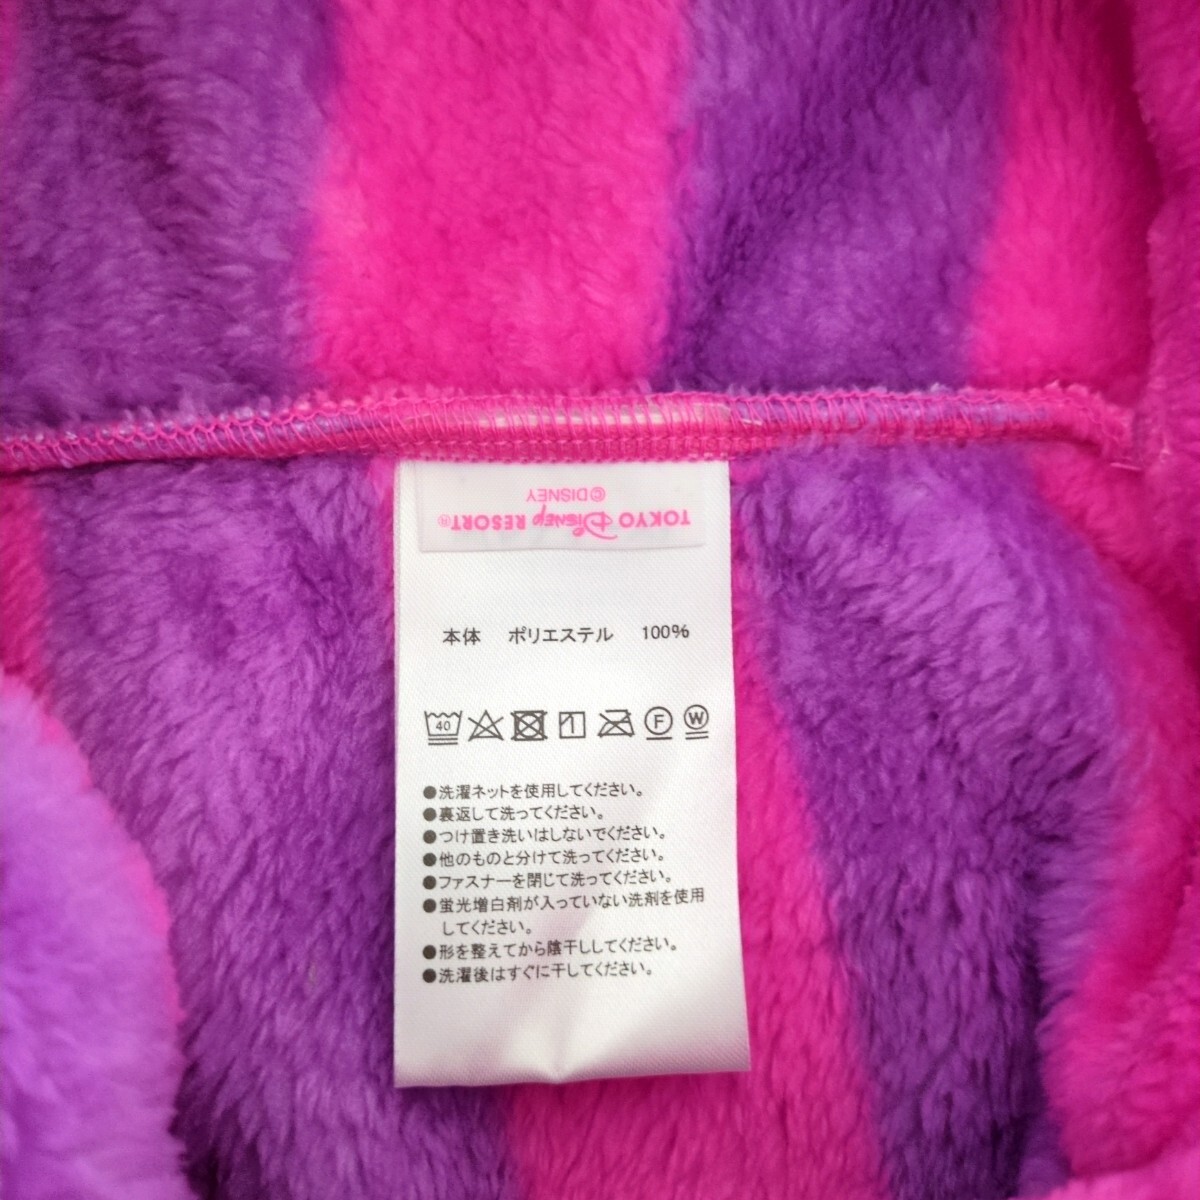 TOKYO Disney RESORT®
©DISNEY
本体 ポリエステル 100%
40 1 F W
●洗濯ネットを使用してください。
●裏返して洗ってください。
●つけ置き洗いはしないでください。
●他のものと分けて洗ってください。
●ファスナーを閉じて洗ってください。
●蛍光増白剤が入っていない洗剤を使用
してください。
●形を整えてから陰干ししてください。
●洗濯後はすぐに干してください。